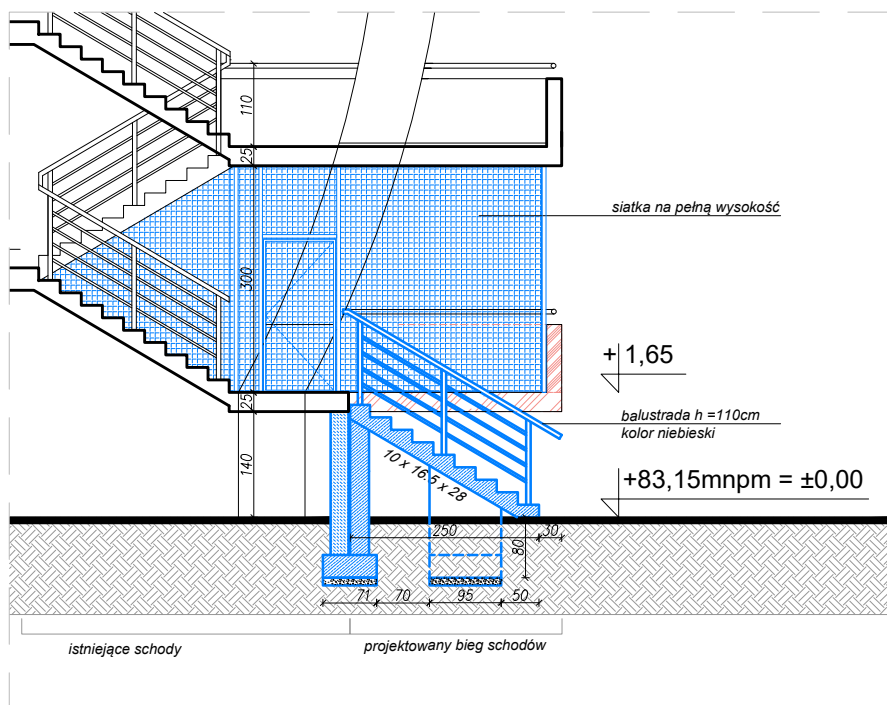 110
25
siatka na pełną wysokość
300
+ 1,65
25
balustrada h =110cm
kolor niebieski
140
10 x 16.5 x 28
+83,15mnpm = ±0,00
250
30
80
71
70
95
50
istniejące schody
projektowany bieg schodów